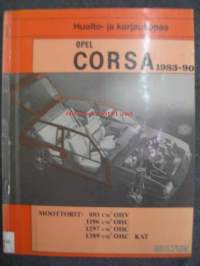 Huolto- ja korjausopas
OPEL
CORSA 1983-90
MOOTTORIT: 993 cm³ OHV
1196 cm³ OHC
1297 cm³ OHC
1389 cm³ OHC KAT